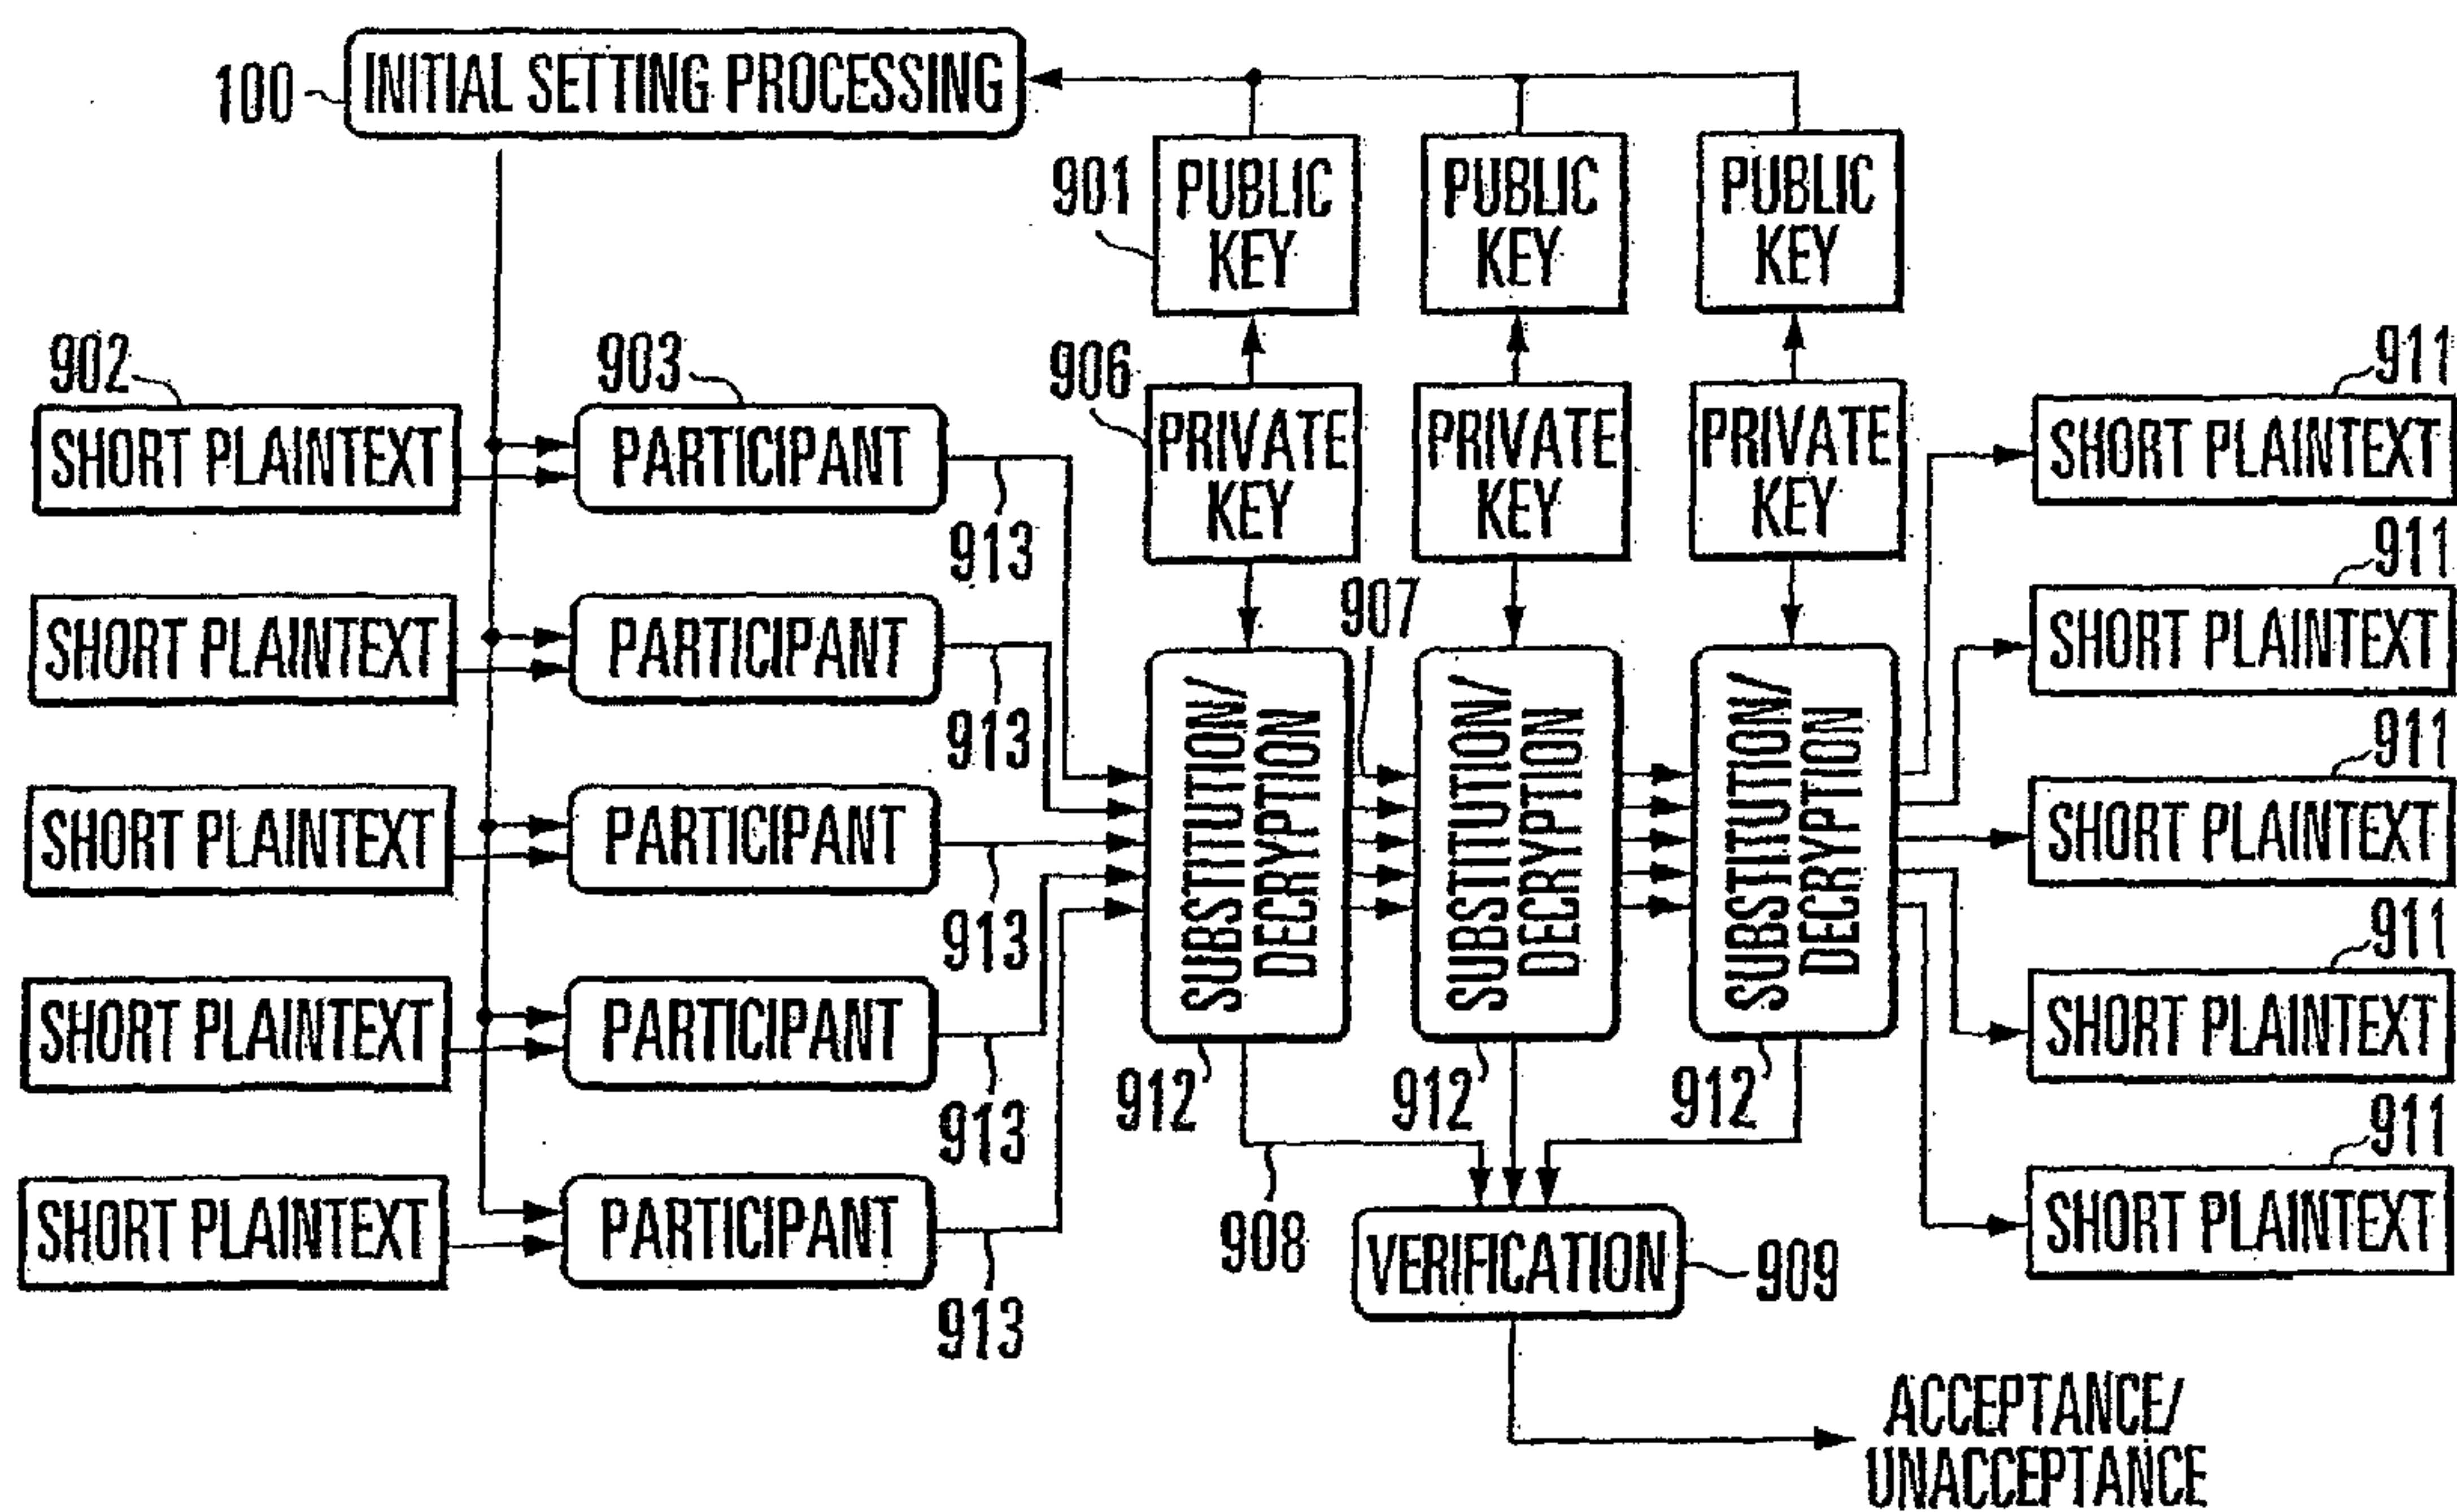 100
INITIAL SETTING PROCESSING
901
PUBLIC
KEY
PUBLIC
KEY
PUBLIC
KEY
906
PRIVATE
KEY
PRIVATE
KEY
PRIVATE
KEY
902
SHORT PLAINTEXT
903
PARTICIPANT
913
SHORT PLAINTEXT
PARTICIPANT
913
SHORT PLAINTEXT
PARTICIPANT
913
SHORT PLAINTEXT
PARTICIPANT
913
SHORT PLAINTEXT
PARTICIPANT
913
907
SUBSTITUTION/
DECRYPTION
SUBSTITUTION/
DECRYPTION
SUBSTITUTION/
DECRYPTION
912
912
912
911
SHORT PLAINTEXT
911
SHORT PLAINTEXT
911
SHORT PLAINTEXT
911
SHORT PLAINTEXT
911
SHORT PLAINTEXT
908
VERIFICATION
909
ACCEPTANCE/
UNACCEPTANCE